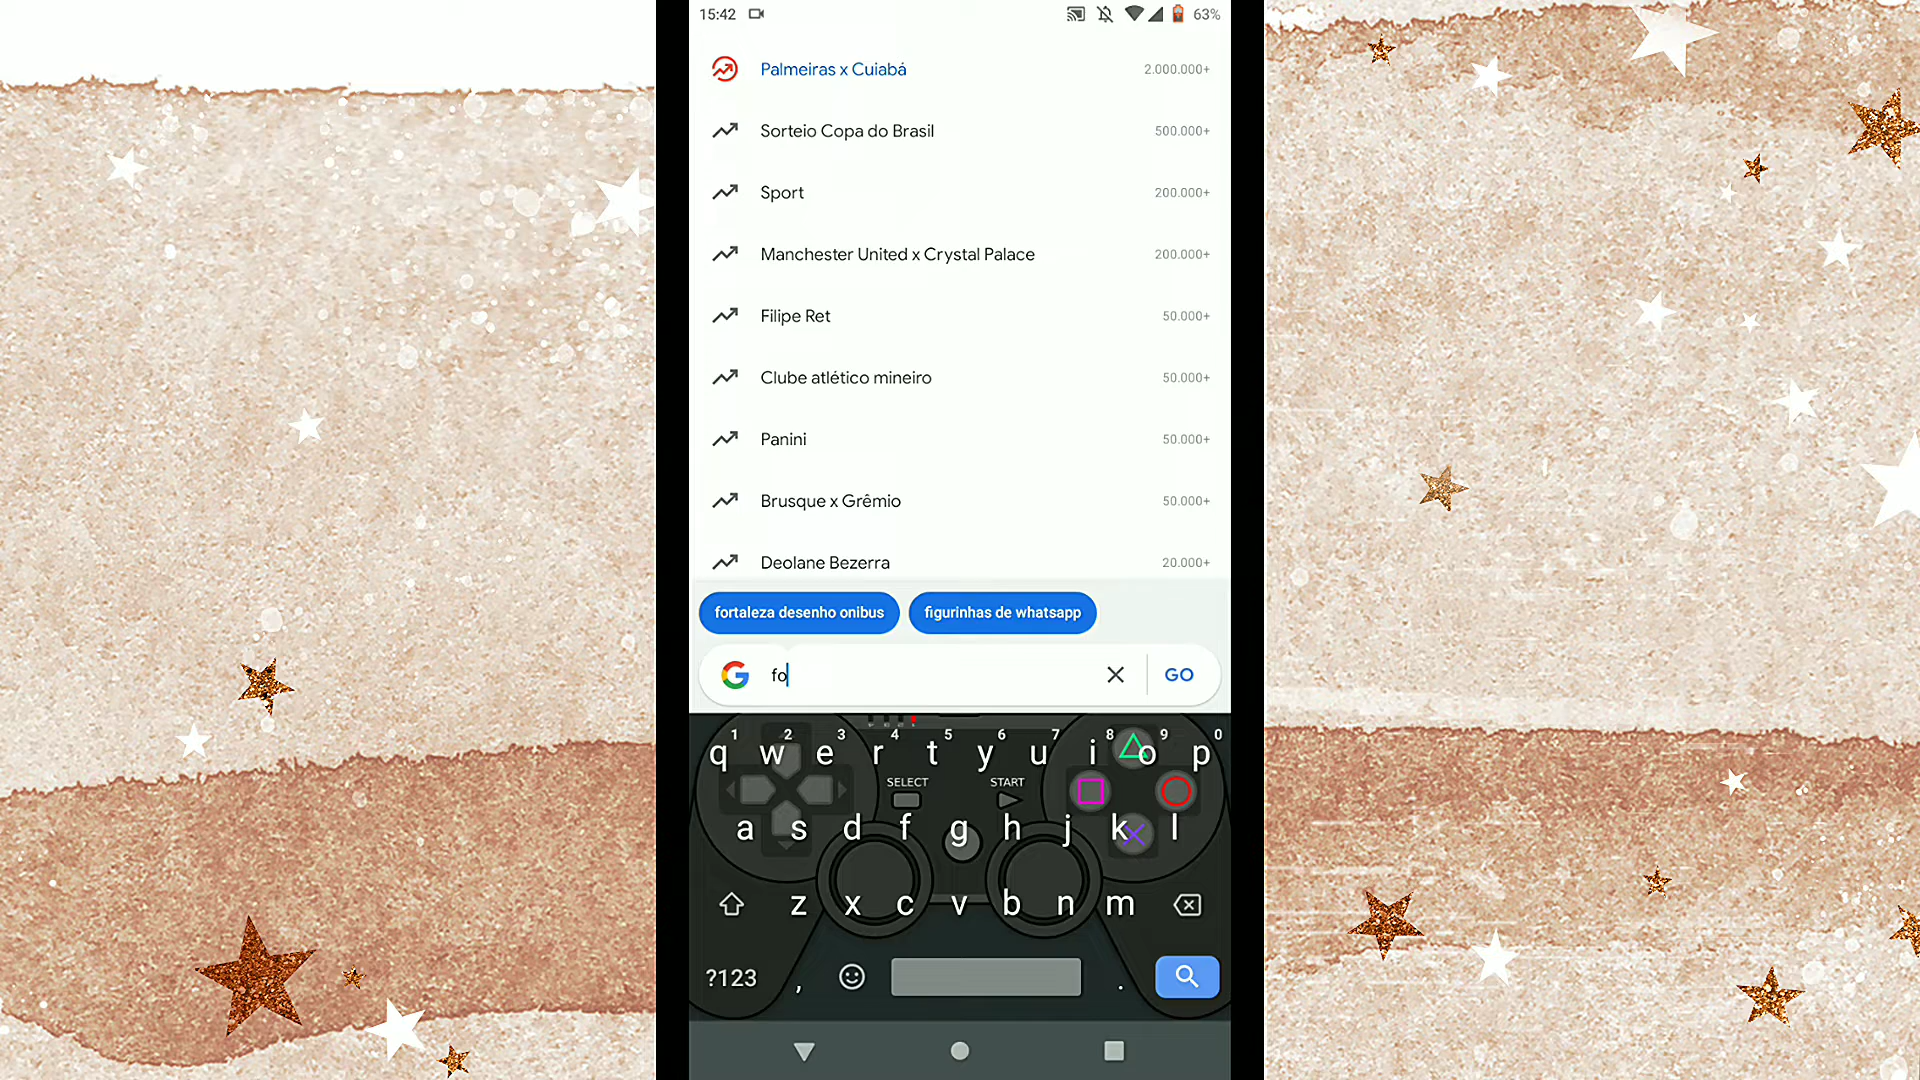 15:42 63%
Palmeiras x Cuiabá 2.000.000+
Sorteio Copa do Brasil 500.000+
Sport 200.000+
Manchester United x Crystal Palace 200.000+
Filipe Ret 50.000+
Clube atlético mineiro 50.000+
Panini 50.000+
Brusque x Grêmio 50.000+
Deolane Bezerra 20.000+
fortaleza desenho onibus figurinhas de whatsapp
fo GO
1 2 3 4 5 6 7 8 9 0
q w e r t y u i o p
SELECT START
a s d f g h j k l
z x c v b n m
?123 , .